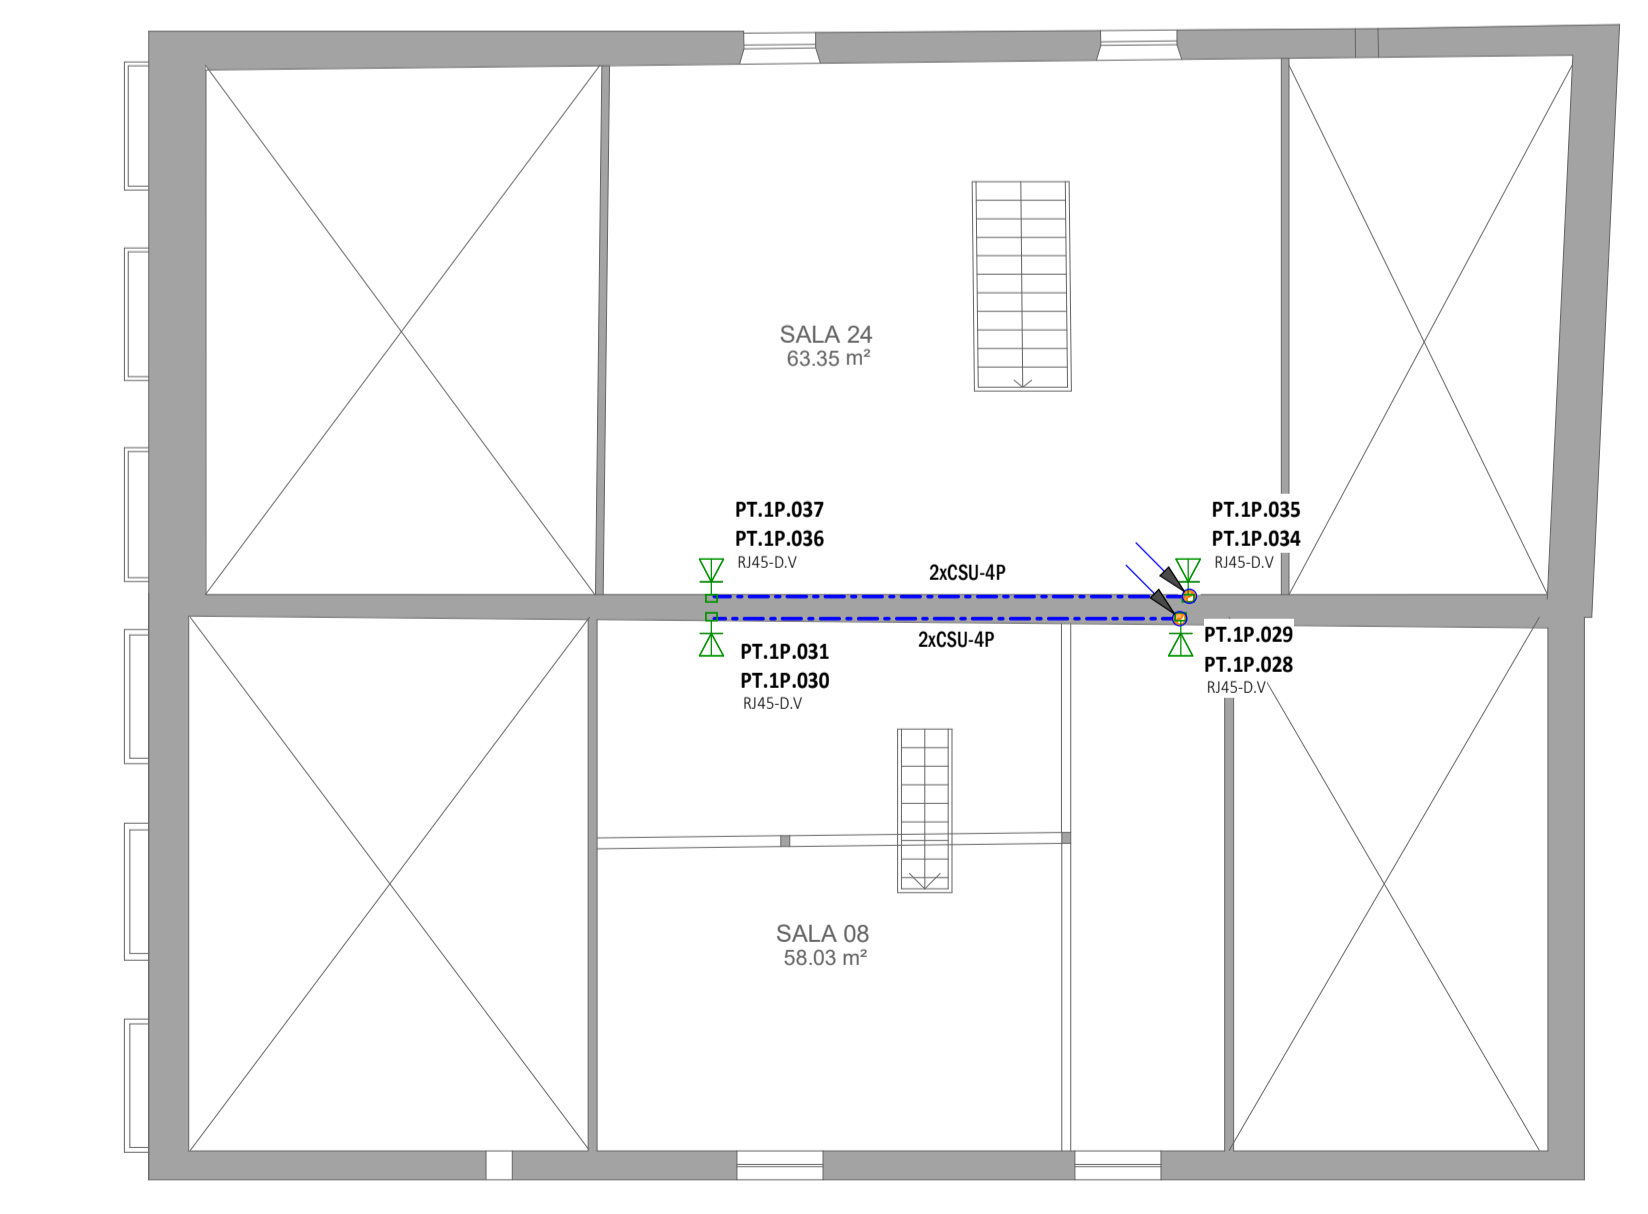 SALA 24
63.35 m²
PT.1P.037
PT.1P.036
RJ45-D.V
PT.1P.035
PT.1P.034
RJ45-D.V
2xCSU-4P
2xCSU-4P
PT.1P.031
PT.1P.030
RJ45-D.V
PT.1P.029
PT.1P.028
RJ45-D.V
SALA 08
58.03 m²